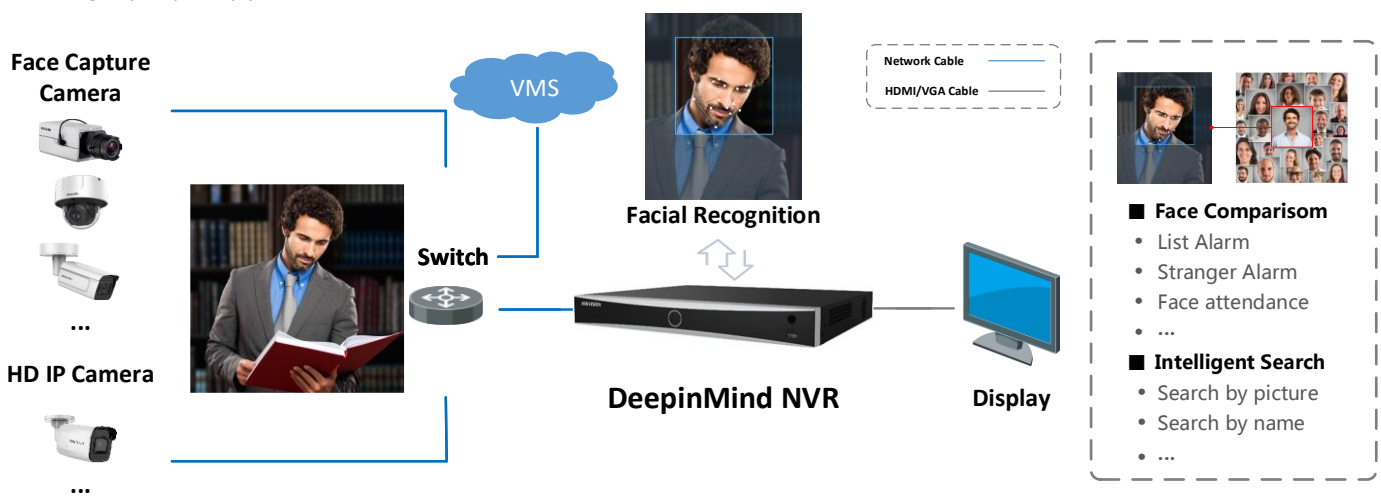 Face Capture
Camera
...
HD IP Camera
...
VMS
Switch
Facial Recognition
HIKVISION
DeepinMind NVR
Display
Network Cable
HDMI/VGA Cable
■ Face Comparisom
• List Alarm
• Stranger Alarm
• Face attendance
• ...
■ Intelligent Search
• Search by picture
• Search by name
• ...